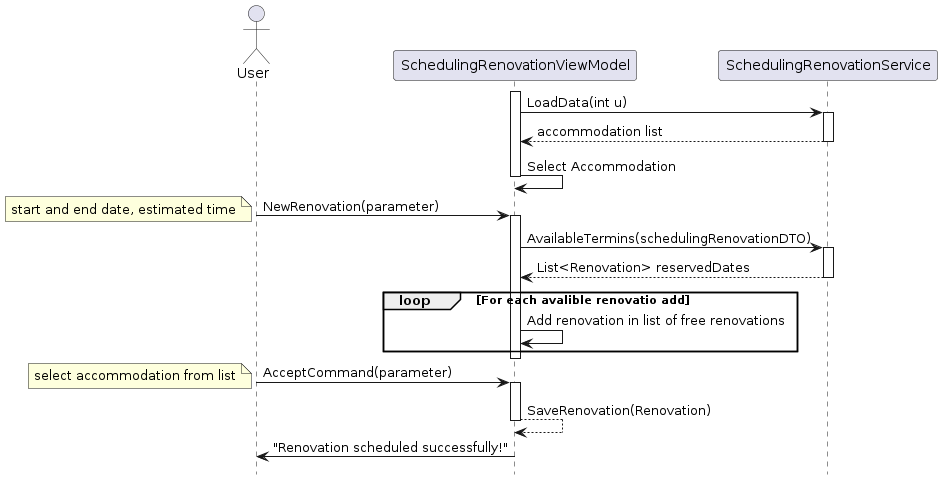 User
SchedulingRenovationViewModel
SchedulingRenovationService
LoadData(int u)
accommodation list
Select Accommodation
start and end date, estimated time
NewRenovation(parameter)
AvailableTermins(schedulingRenovationDTO)
List<Renovation> reservedDates
loop
[For each avalible renovatio add]
Add renovation in list of free renovations
select accommodation from list
AcceptCommand(parameter)
SaveRenovation(Renovation)
"Renovation scheduled successfully!"